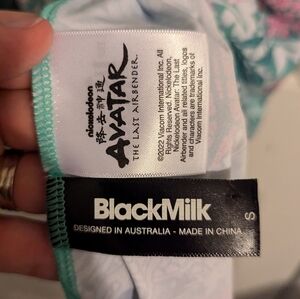 nickelodeon
降去神通
AVATAR
THE LAST AIRBENDER.
©2022 Viacom International Inc. All
Rights Reserved. Nickelodeon,
Nickelodeon Avatar: The Last
Airbender and all related titles, logos
and characters are trademarks of
Viacom International Inc.
BlackMilk
DESIGNED IN AUSTRALIA - MADE IN CHINA
S